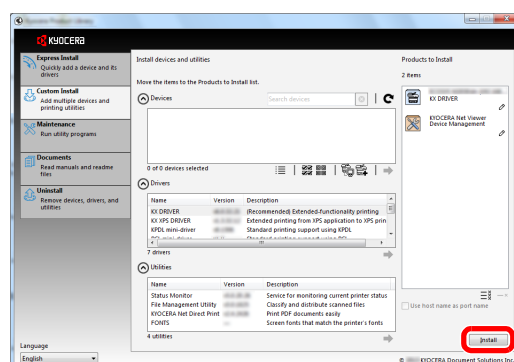 Kyocera Product Library
KYOCERA
Express Install
Quickly add a device and its
drivers
Custom Install
Add multiple devices and
printing utilities
Maintenance
Run utility programs
Documents
Read manuals and readme
files
Uninstall
Remove devices, drivers, and
utilities
Language
English
Install devices and utilities
Move the items to the Products to Install list.
Devices
Search devices
0 of 0 devices selected
Drivers
Name Version Description
KX DRIVER (Recommended) Extended-functionality printing
KX XPS DRIVER Extended printing from XPS application to XPS prin
KPDL mini-driver Standard printing support using KPDL
7 drivers
Utilities
Name Version Description
Status Monitor Service for monitoring current printer status
File Management Utility Classify and distribute scanned files
KYOCERA Net Direct Print Print PDF documents easily
FONTS Screen fonts that match the printer's fonts
4 utilities
Products to Install
2 items
KX DRIVER
KYOCERA Net Viewer
Device Management
Use host name as port name
Install
© KYOCERA Document Solutions Inc.